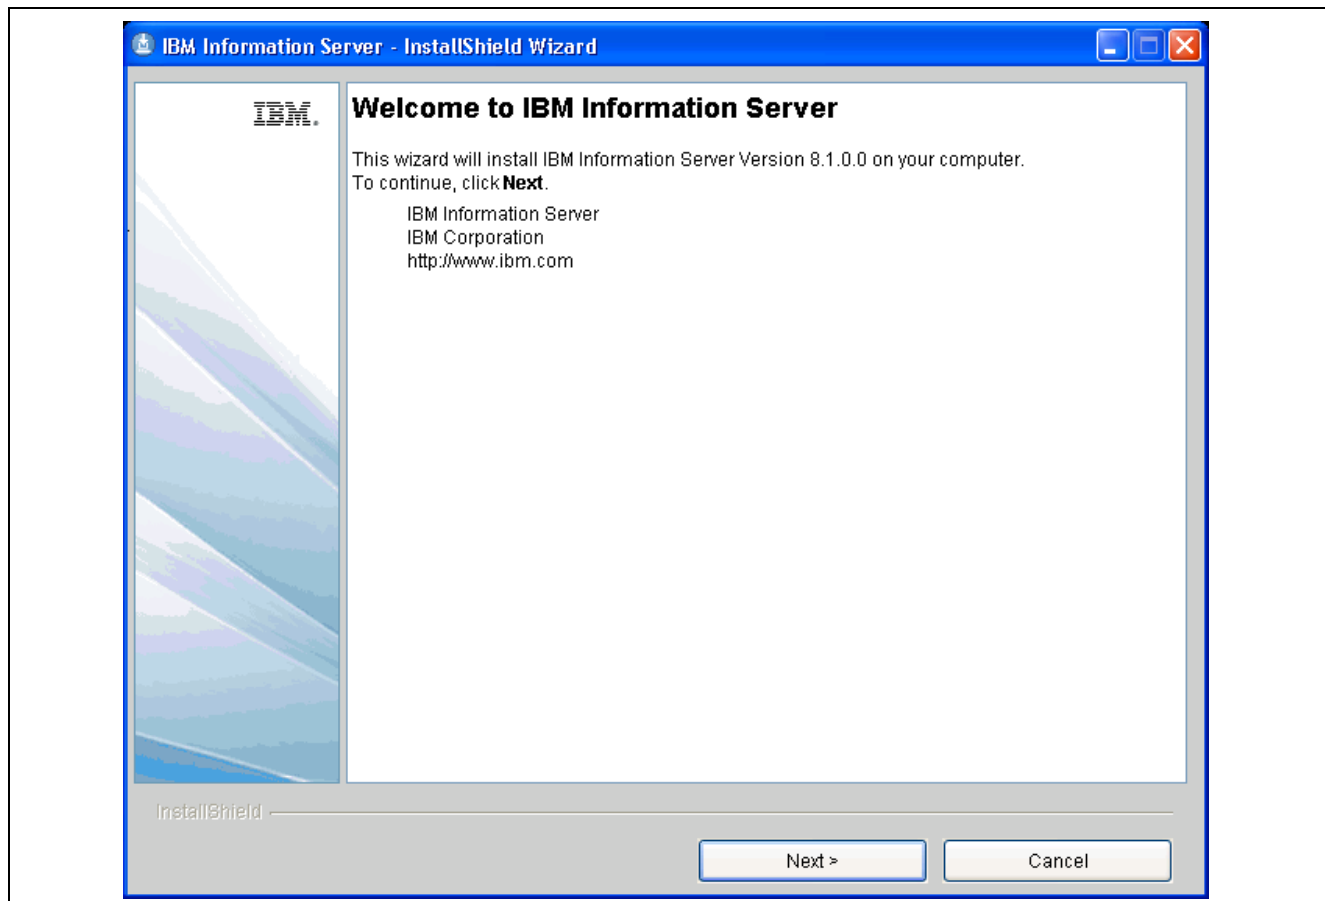 IBM Information Server - InstallShield Wizard
IBM.
Welcome to IBM Information Server
This wizard will install IBM Information Server Version 8.1.0.0 on your computer.
To continue, click Next.
IBM Information Server
IBM Corporation
http://www.ibm.com
InstallShield
Next >
Cancel